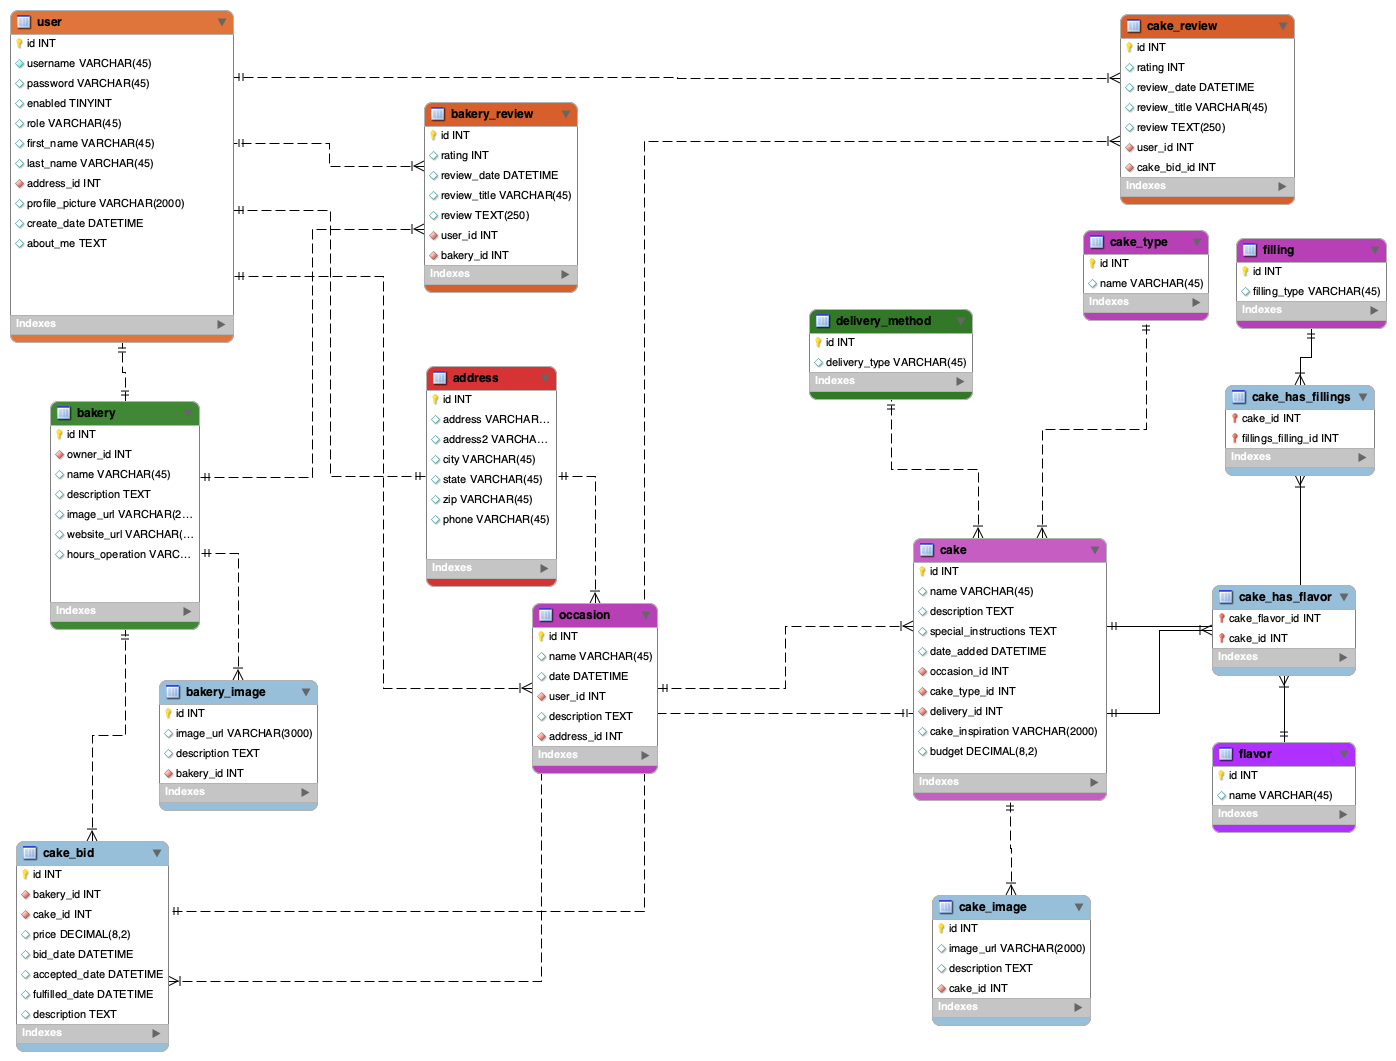 user
id INT
username VARCHAR(45)
password VARCHAR(45)
enabled TINYINT
role VARCHAR(45)
first_name VARCHAR(45)
last_name VARCHAR(45)
address_id INT
profile_picture VARCHAR(2000)
create_date DATETIME
about_me TEXT
Indexes
cake_review
id INT
rating INT
review_date DATETIME
review_title VARCHAR(45)
review TEXT(250)
user_id INT
cake_bid_id INT
Indexes
bakery_review
id INT
rating INT
review_date DATETIME
review_title VARCHAR(45)
review TEXT(250)
user_id INT
bakery_id INT
Indexes
cake_type
id INT
name VARCHAR(45)
Indexes
filling
id INT
filling_type VARCHAR(45)
Indexes
delivery_method
id INT
delivery_type VARCHAR(45)
Indexes
address
id INT
address VARCHAR...
address2 VARCHA...
city VARCHAR(45)
state VARCHAR(45)
zip VARCHAR(45)
phone VARCHAR(45)
Indexes
cake_has_fillings
cake_id INT
fillings_filling_id INT
Indexes
bakery
id INT
owner_id INT
name VARCHAR(45)
description TEXT
image_url VARCHAR(2...
website_url VARCHAR(...
hours_operation VARC...
Indexes
cake
id INT
name VARCHAR(45)
description TEXT
special_instructions TEXT
date_added DATETIME
occasion_id INT
cake_type_id INT
delivery_id INT
cake_inspiration VARCHAR(2000)
budget DECIMAL(8,2)
Indexes
cake_has_flavor
cake_flavor_id INT
cake_id INT
Indexes
occasion
id INT
name VARCHAR(45)
date DATETIME
user_id INT
description TEXT
address_id INT
Indexes
bakery_image
id INT
image_url VARCHAR(3000)
description TEXT
bakery_id INT
Indexes
flavor
id INT
name VARCHAR(45)
Indexes
cake_bid
id INT
bakery_id INT
cake_id INT
price DECIMAL(8,2)
bid_date DATETIME
accepted_date DATETIME
fulfilled_date DATETIME
description TEXT
Indexes
cake_image
id INT
image_url VARCHAR(2000)
description TEXT
cake_id INT
Indexes